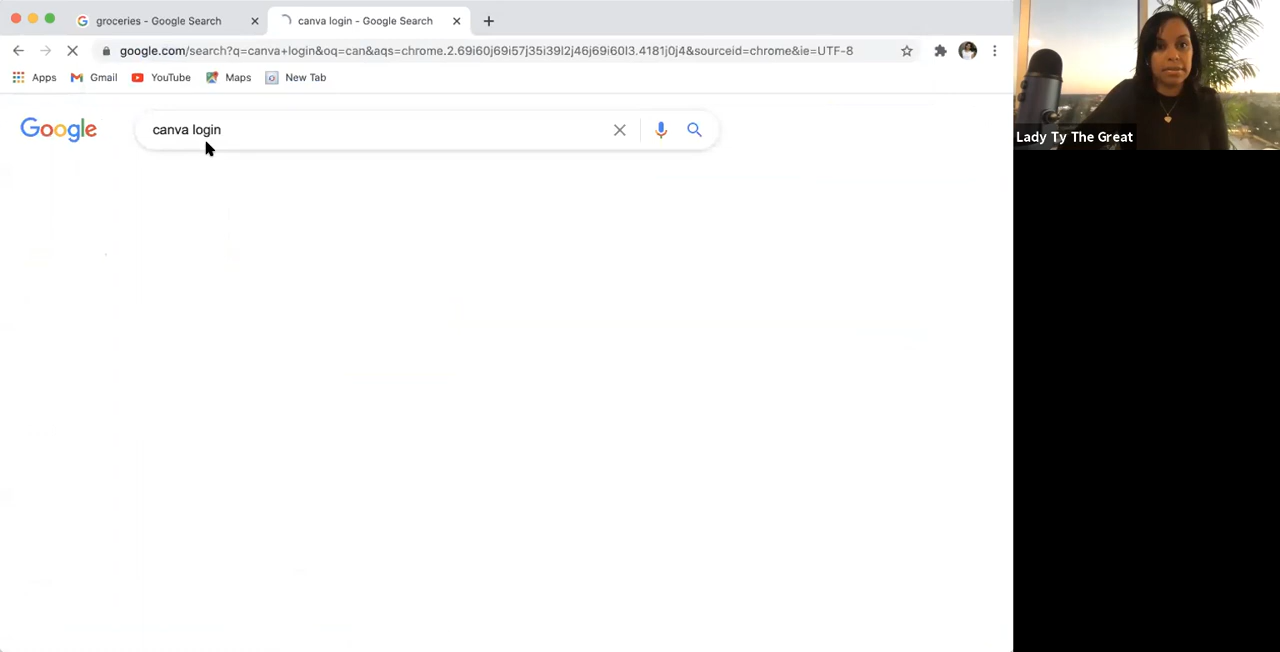 groceries - Google Search
canva login - Google Search
google.com/search?q=canva+login&oq=can&aqs=chrome.2.69i60j69i57j35i39l2j46j69i60l3.4181j0j4&sourceid=chrome&ie=UTF-8
Apps Gmail YouTube Maps New Tab
Google canva login
Lady Ty The Great